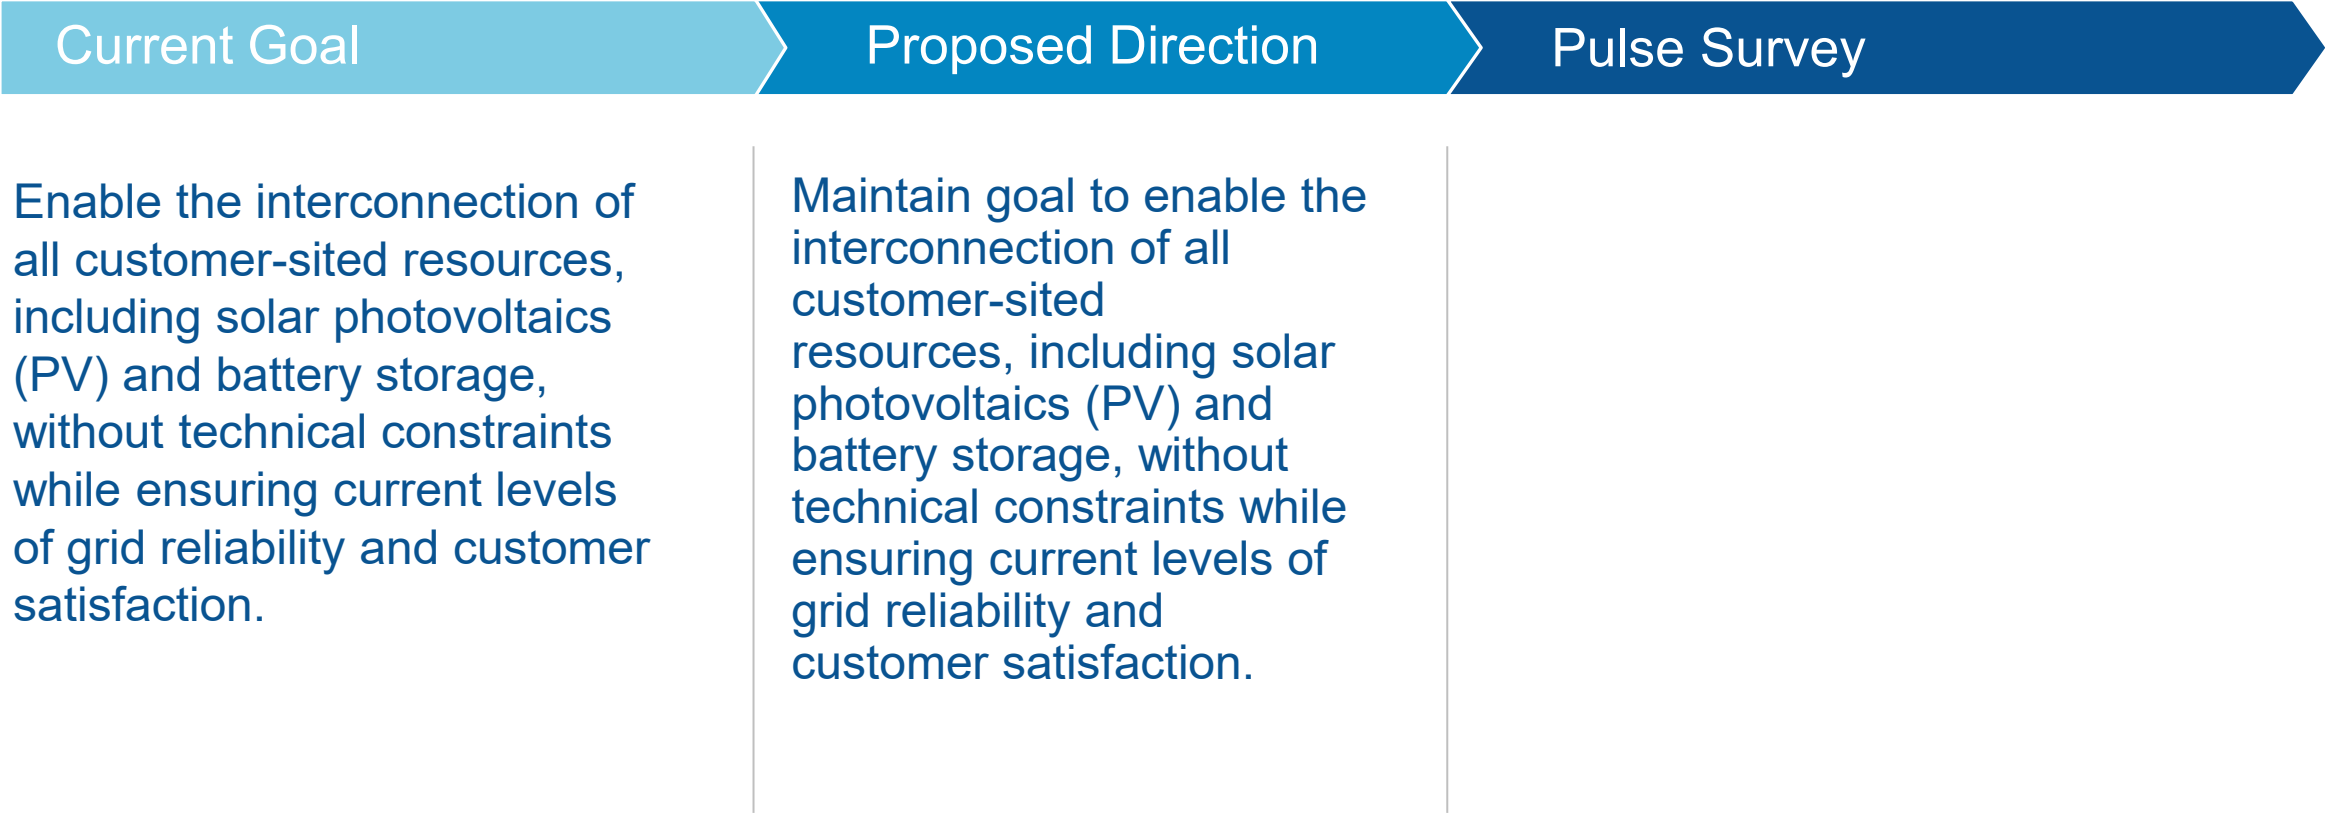 Current Goal
Proposed Direction
Pulse Survey
Enable the interconnection of
all customer-sited resources,
including solar photovoltaics
(PV) and battery storage,
without technical constraints
while ensuring current levels
of grid reliability and customer
satisfaction.
Maintain goal to enable the
interconnection of all
customer-sited
resources, including solar
photovoltaics (PV) and
battery storage, without
technical constraints while
ensuring current levels of
grid reliability and
customer satisfaction.